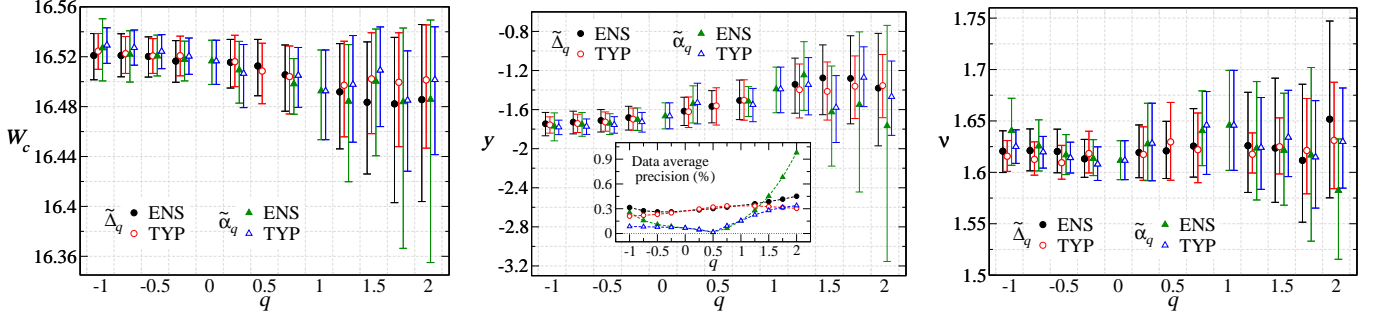 16.56
16.52
16.48
16.44
16.4
16.36
W_c
Δ̃_q ENS α̃_q ENS
TYP TYP
-1 -0.5 0 0.5 1 1.5 2
q
-0.8
-1.2
-1.6
-2
-2.4
-2.8
-3.2
y
Δ̃_q ENS α̃_q ENS
TYP TYP
Data average
precision (%)
0.9
0.6
0.3
0
-1 -0.5 0 0.5 1 1.5 2
q
-1 -0.5 0 0.5 1 1.5 2
q
1.75
1.7
1.65
1.6
1.55
1.5
ν
Δ̃_q ENS α̃_q ENS
TYP TYP
-1 -0.5 0 0.5 1 1.5 2
q